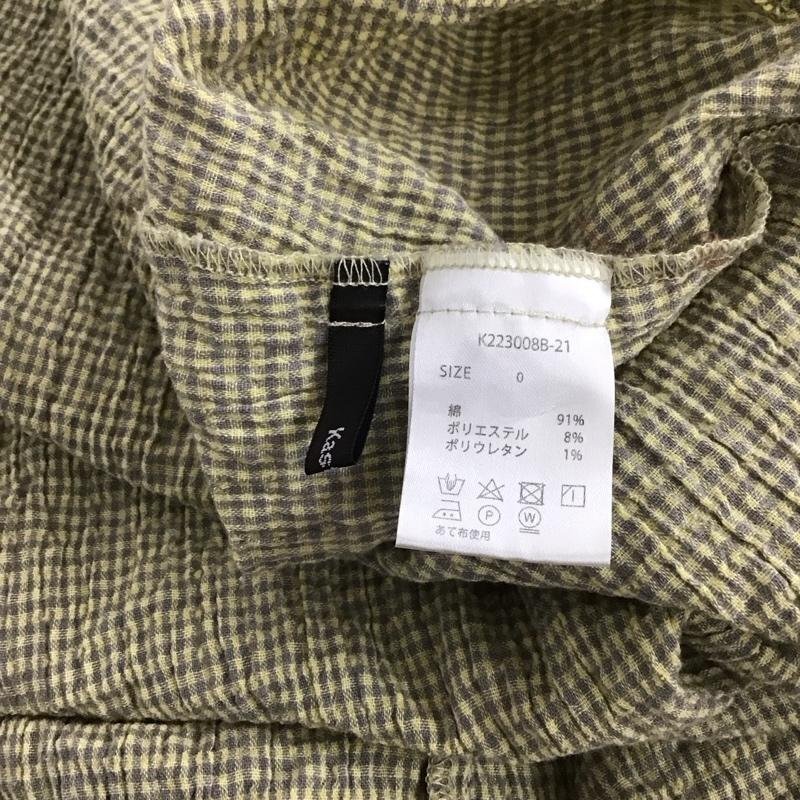 K223008B-21
SIZE 0
綿 91%
ポリエステル 8%
ポリウレタン 1%
P
W
あて布使用